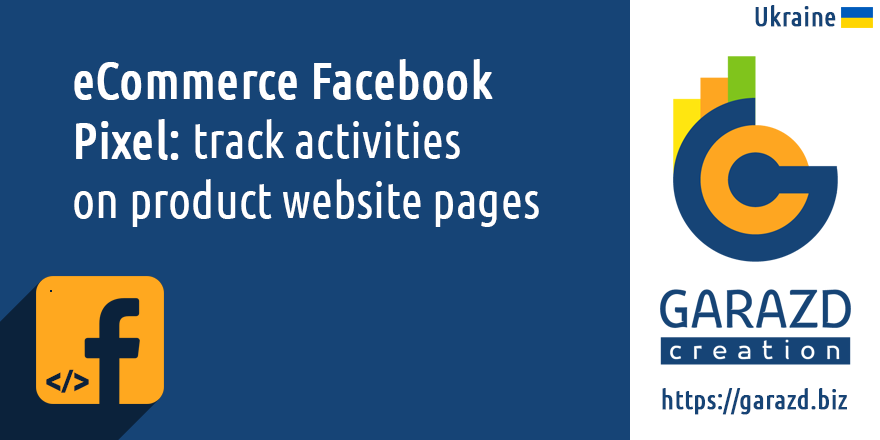 eCommerce Facebook
Pixel: track activities
on product website pages
</>
f
Ukraine
GARAZD
creation
https://garazd.biz